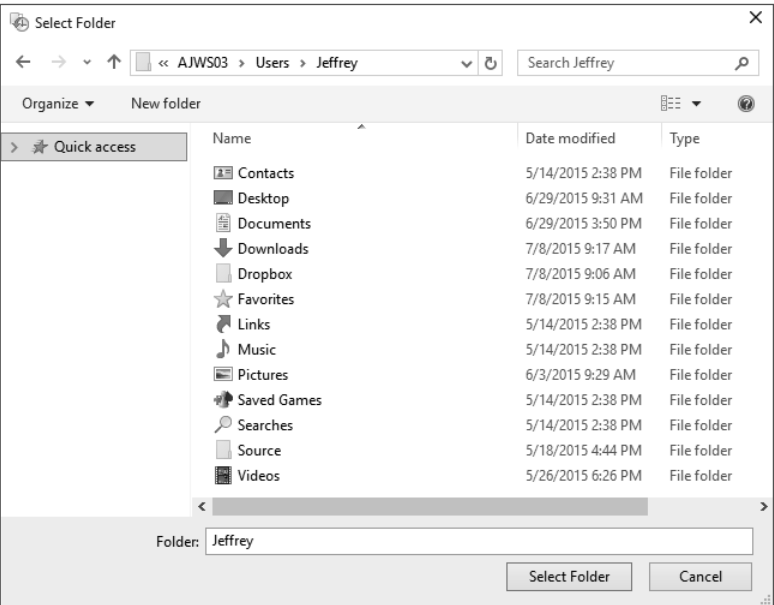 Select Folder
« AJWS03 > Users > Jeffrey Search Jeffrey
Organize New folder
Quick access
Name Date modified Type
Contacts 5/14/2015 2:38 PM File folder
Desktop 6/29/2015 9:31 AM File folder
Documents 6/29/2015 3:50 PM File folder
Downloads 7/8/2015 9:17 AM File folder
Dropbox 7/8/2015 9:06 AM File folder
Favorites 7/8/2015 9:15 AM File folder
Links 5/14/2015 2:38 PM File folder
Music 5/14/2015 2:38 PM File folder
Pictures 6/3/2015 9:29 AM File folder
Saved Games 5/14/2015 2:38 PM File folder
Searches 5/14/2015 2:38 PM File folder
Source 5/18/2015 4:44 PM File folder
Videos 5/26/2015 6:26 PM File folder
Folder: Jeffrey
Select Folder Cancel